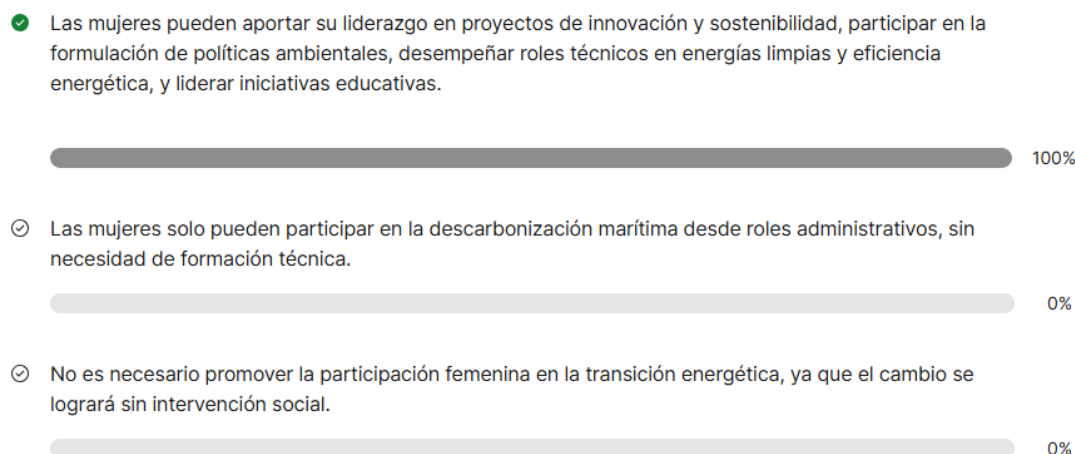 Las mujeres pueden aportar su liderazgo en proyectos de innovación y sostenibilidad, participar en la
formulación de políticas ambientales, desempeñar roles técnicos en energías limpias y eficiencia
energética, y liderar iniciativas educativas.
100%
Las mujeres solo pueden participar en la descarbonización marítima desde roles administrativos, sin
necesidad de formación técnica.
0%
No es necesario promover la participación femenina en la transición energética, ya que el cambio se
logrará sin intervención social.
0%